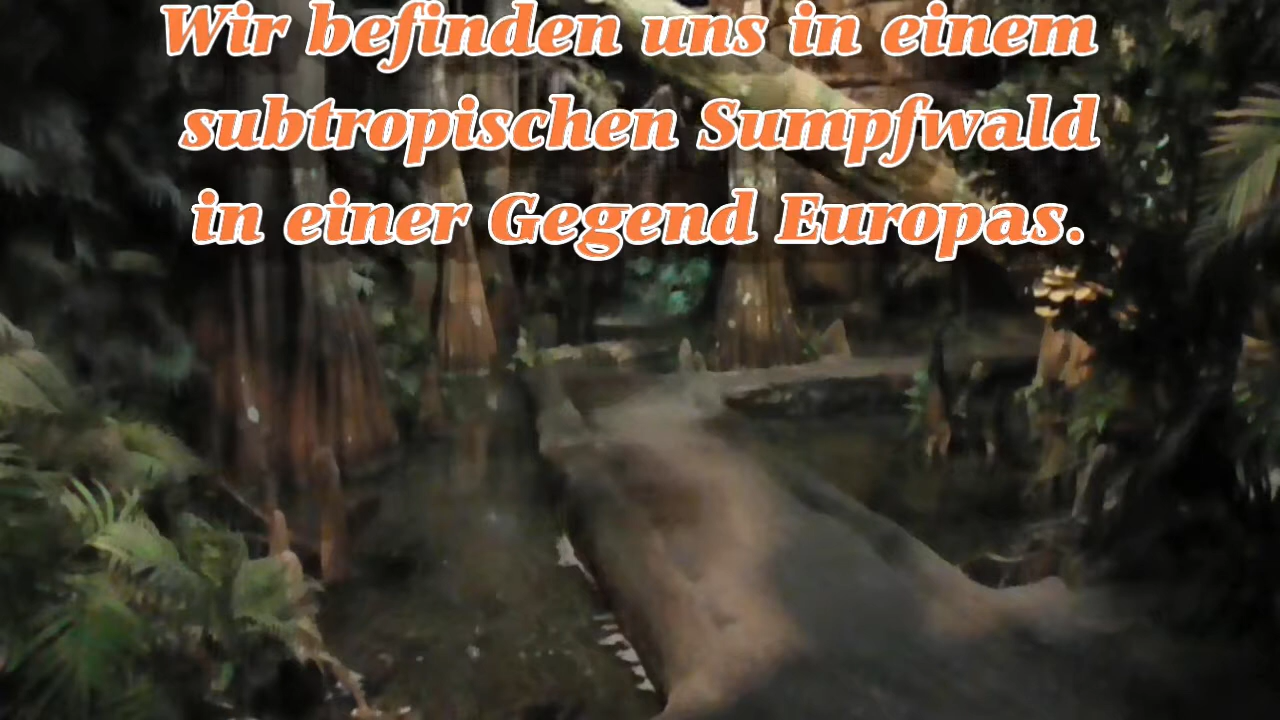 Wir befinden uns in einem
subtropischen Sumpfwald
in einer Gegend Europas.